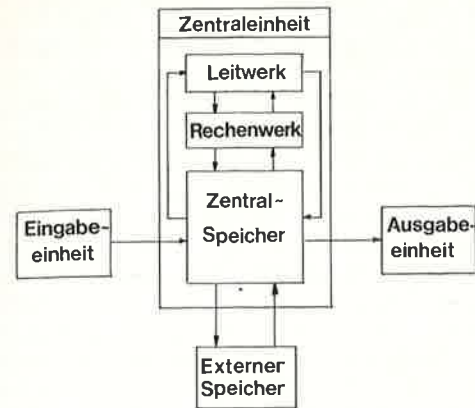 Zentraleinheit
Leitwerk
Rechenwerk
Zentral-
Speicher
Eingabe-
einheit
Ausgabe-
einheit
Externer
Speicher